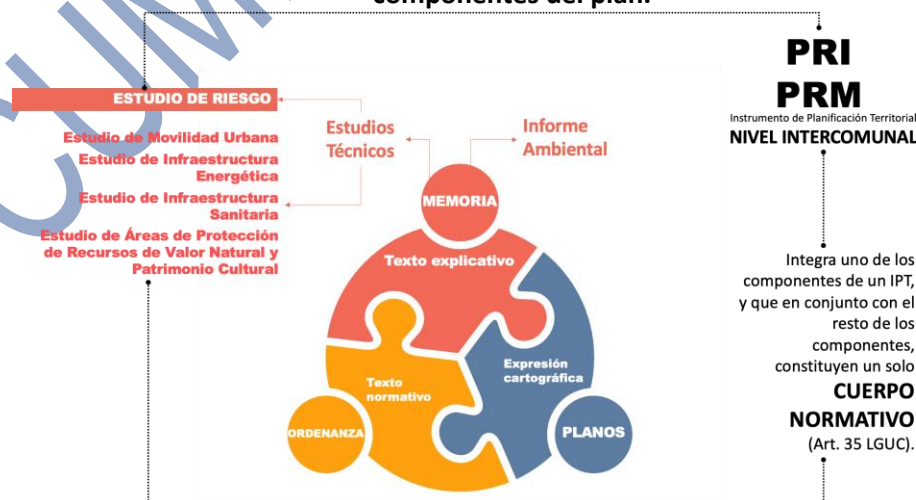 componentes del plan.
PRI
PRM
Instrumento de Planificación Territorial
NIVEL INTERCOMUNAL
ESTUDIO DE RIESGO
Estudio de Movilidad Urbana
Estudio de Infraestructura
Energética
Estudio de Infraestructura
Sanitaria
Estudio de Áreas de Protección
de Recursos de Valor Natural y
Patrimonio Cultural
Estudios
Técnicos
Informe
Ambiental
MEMORIA
Texto explicativo
Texto
normativo
Expresión
cartográfica
ORDENANZA
PLANOS
Integra uno de los
componentes de un IPT,
y que en conjunto con el
resto de los
componentes,
constituyen un solo
CUERPO
NORMATIVO
(Art. 35 LGUC).